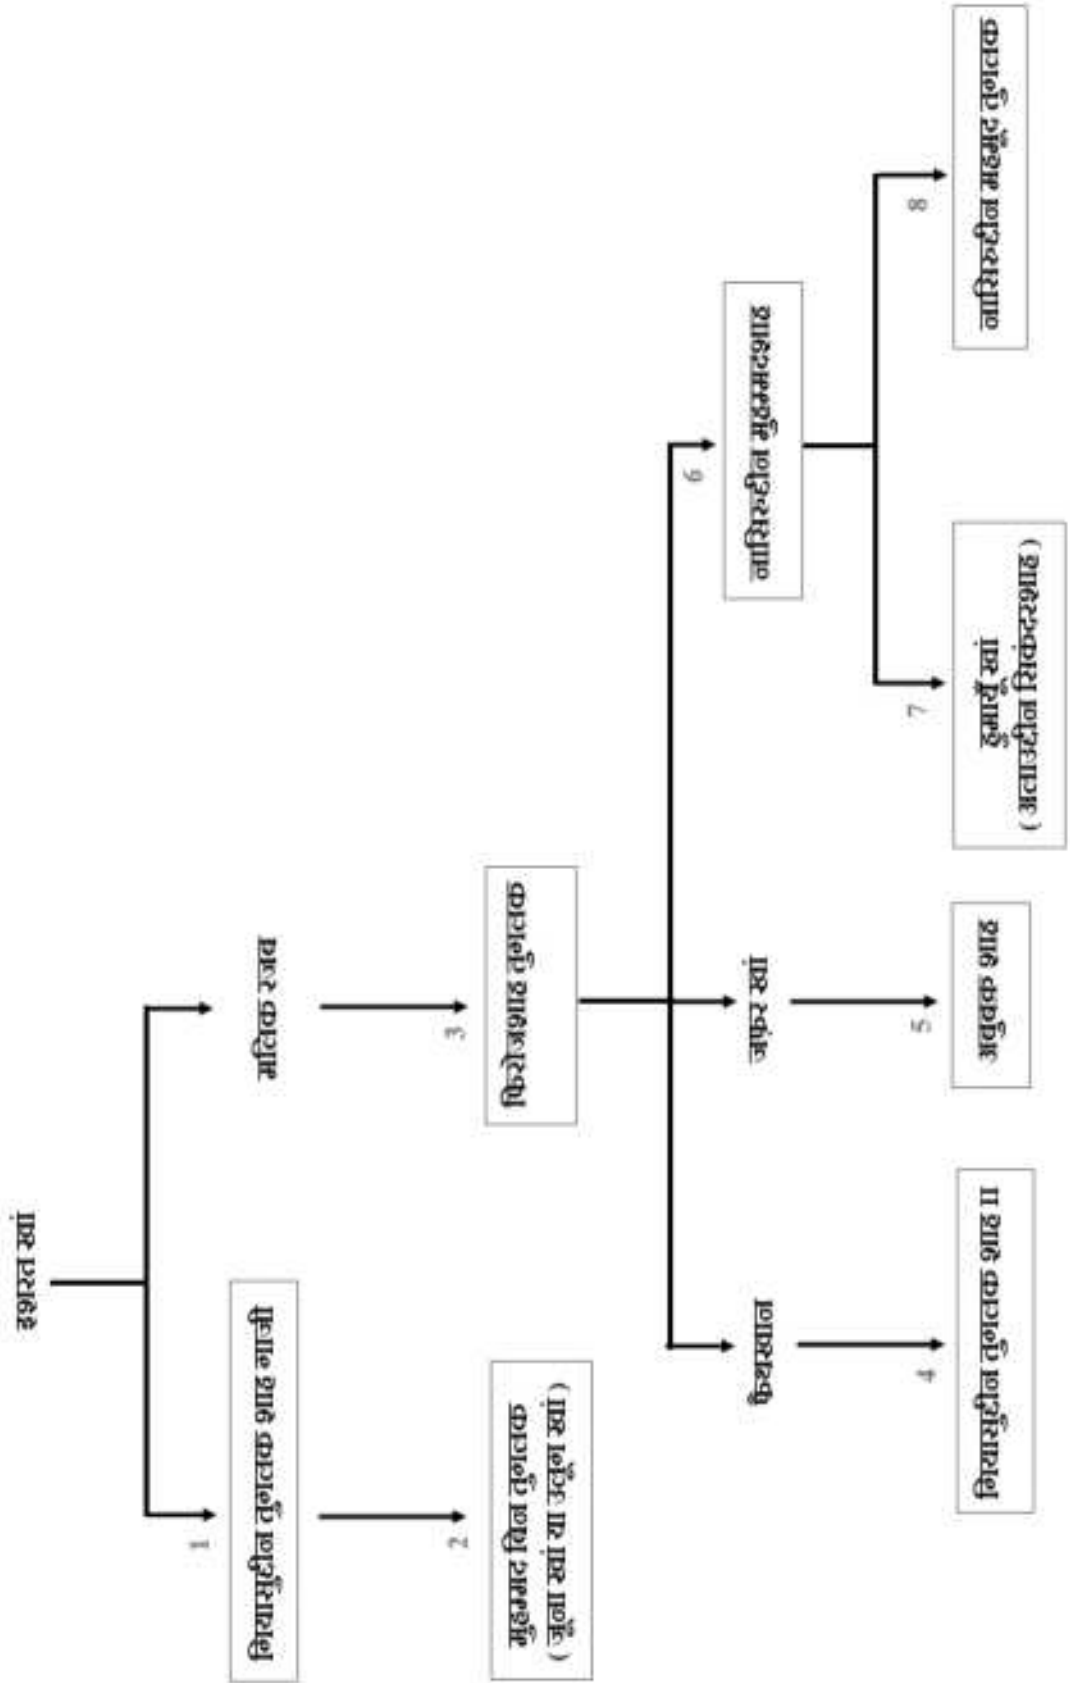 इशरत खां
1
गियासुद्दीन तुगलक शाह गाजी
मलिक रजब
2
मुहम्मद बिन तुगलक
(जूँना खां या उलूँग खां)
3
फिरोजशाह तुगलक
फुथखान
जफर खां
6
नासिरुद्दीन मुहम्मदशाह
4
गियासुद्दीन तुगलक शाह II
5
अबुबक शाह
7
हुमायूँ खां
(अलाउद्दीन सिकंदरशाह)
8
नासिरुद्दीन महमूँद तुगलक